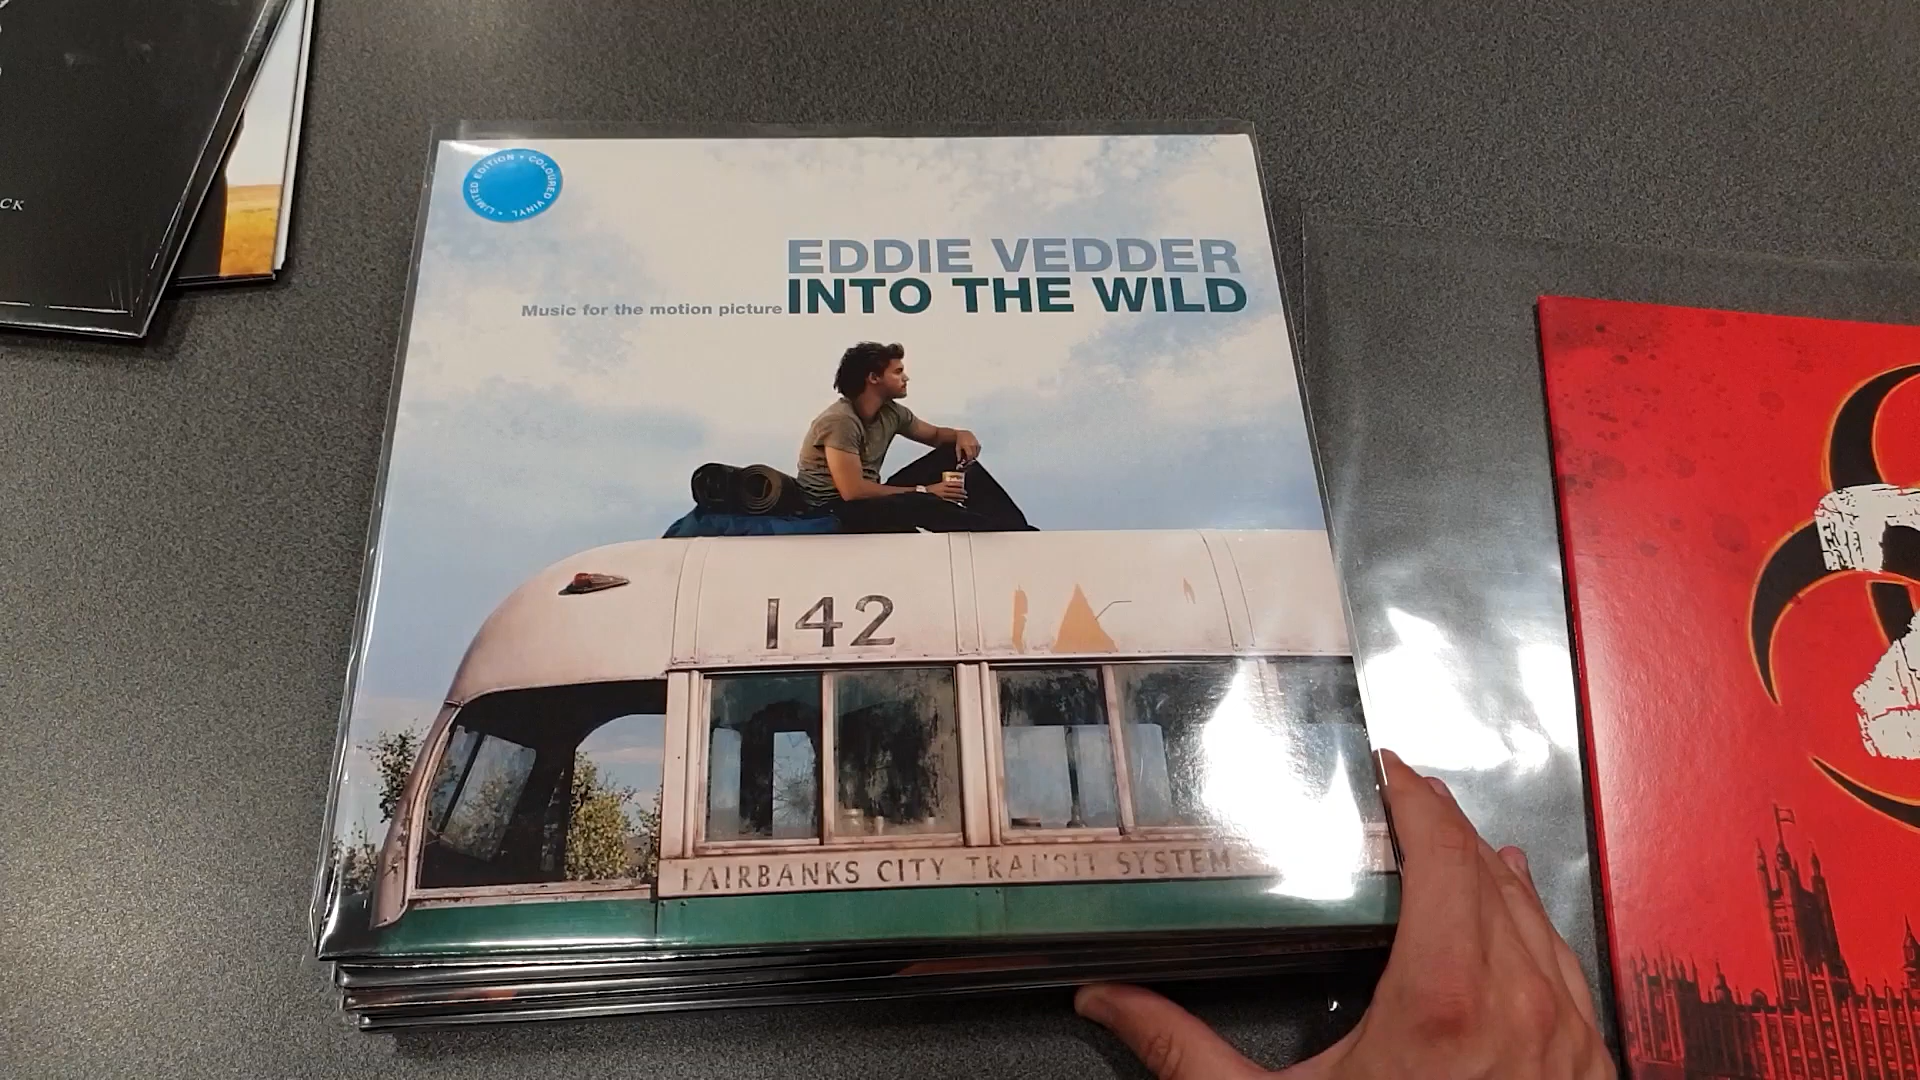 CK
LIMITED EDITION • COLOURED VINYL •
EDDIE VEDDER
Music for the motion picture INTO THE WILD
142
FAIRBANKS CITY TRANSIT SYSTEM
2